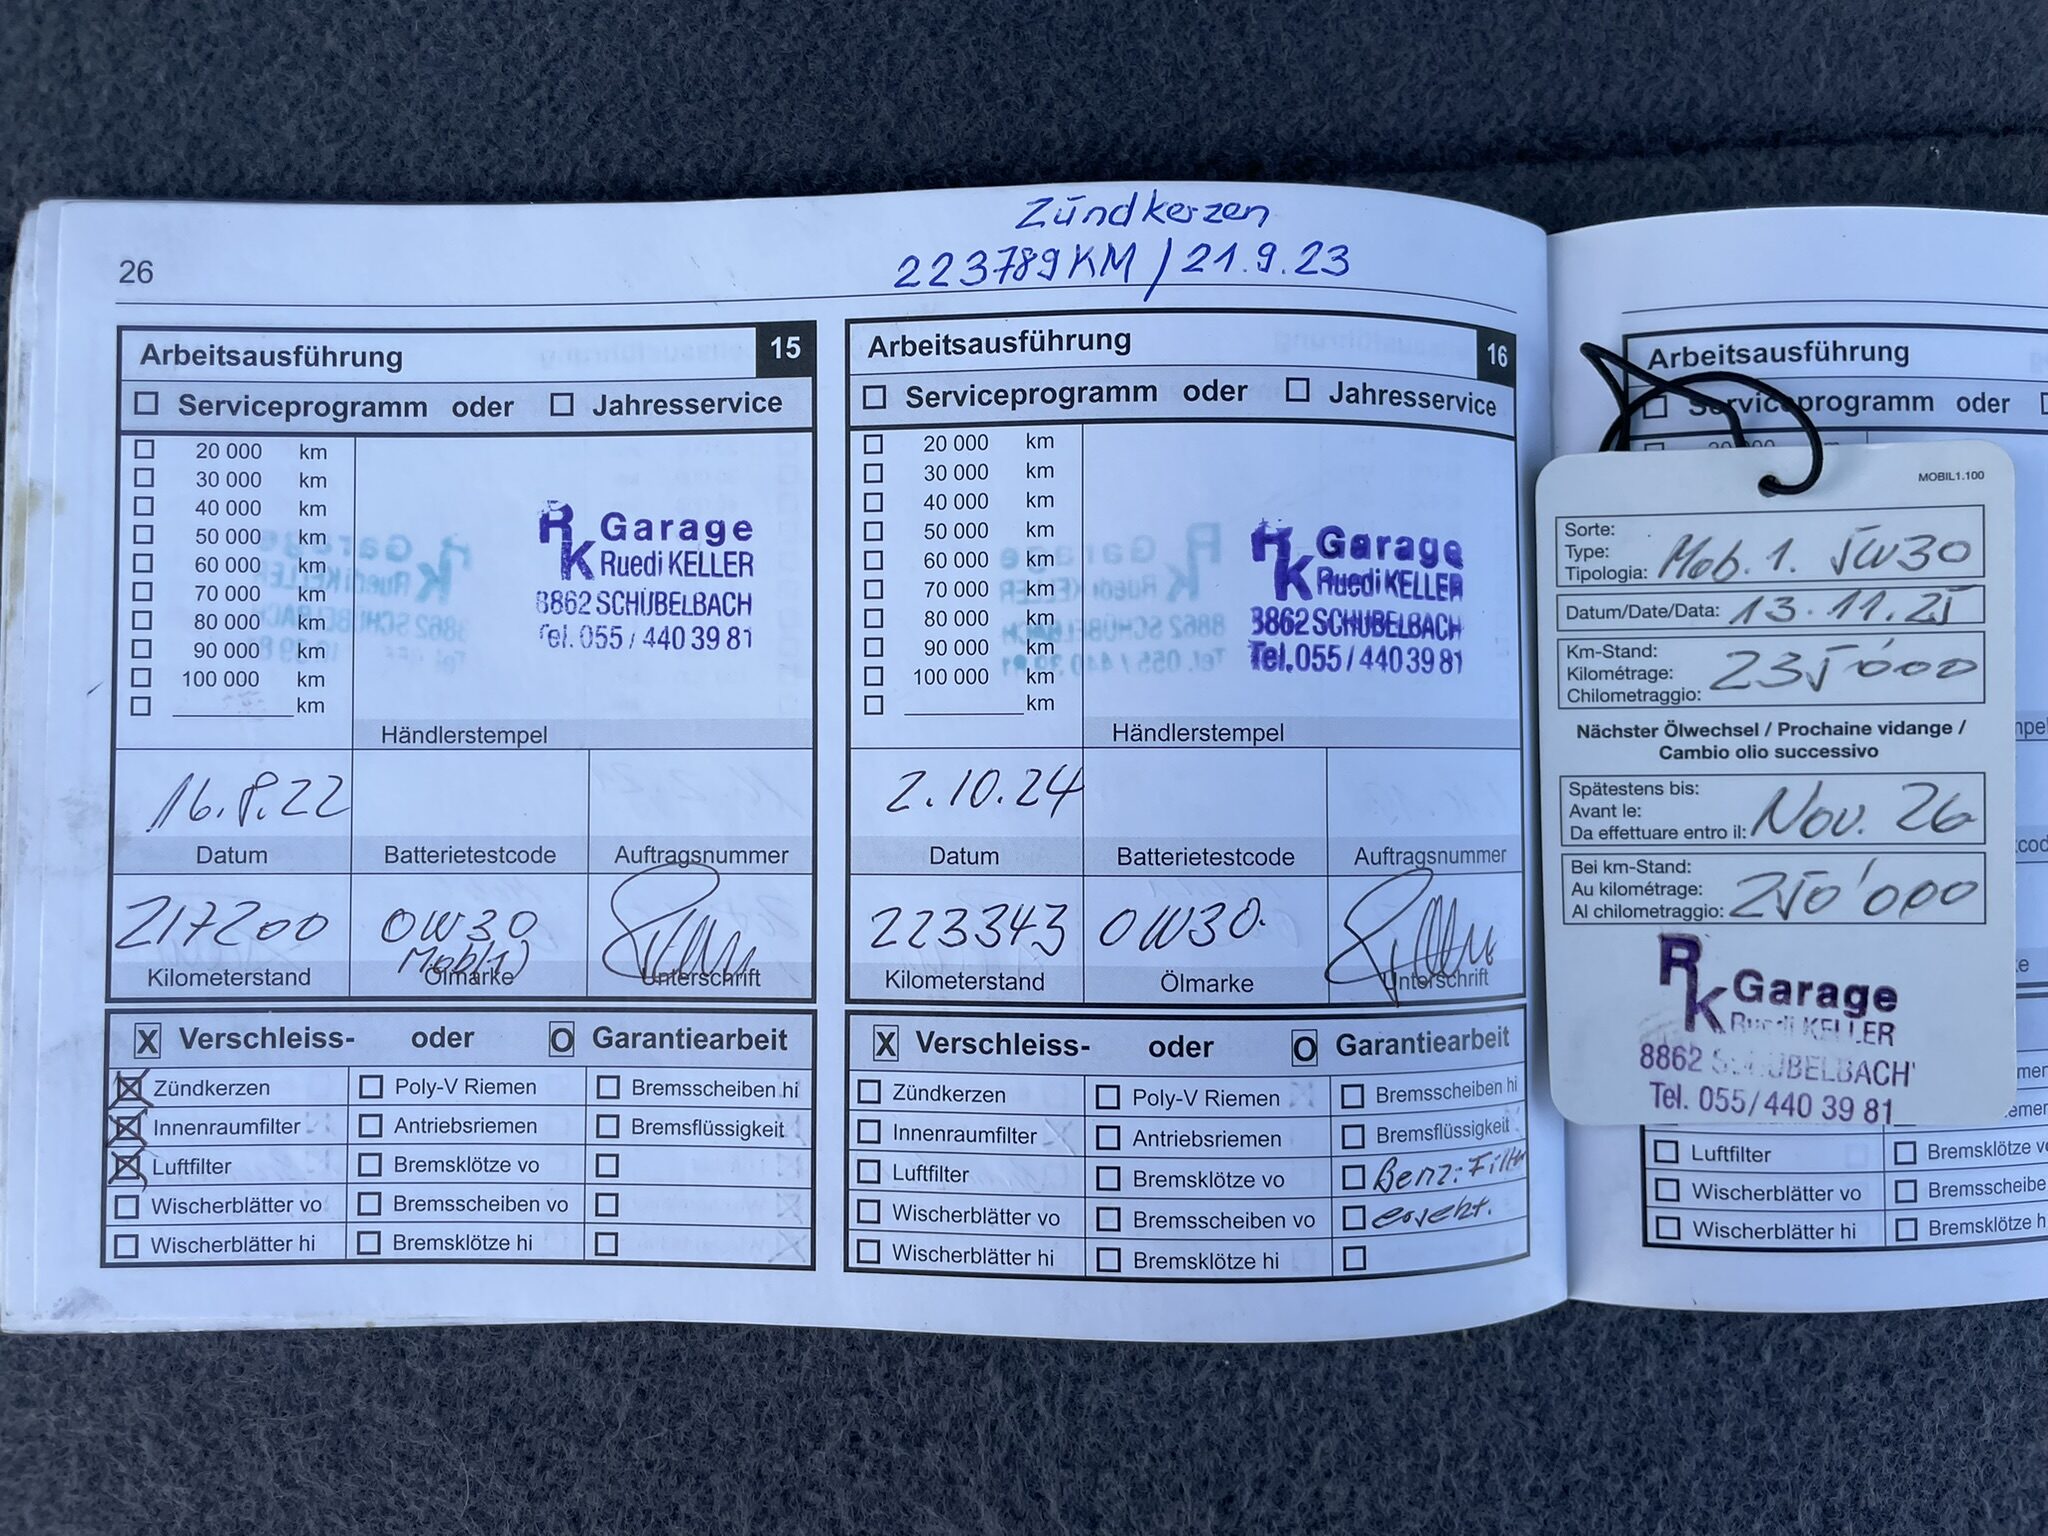 Zündkerzen
223789 KM / 21.9.23
26
Arbeitsausführung 15
Serviceprogramm oder Jahresservice
20 000 km
30 000 km
40 000 km
50 000 km
60 000 km
70 000 km
80 000 km
90 000 km
100 000 km
km
RK Garage
Ruedi KELLER
8862 SCHÜBELBACH
Tel. 055 / 440 39 81
Händlerstempel
16.8.22
Datum Batterietestcode Auftragsnummer
217200 0W30
Mob(1)
Kilometerstand Ölmarke Unterschrift
X Verschleiss- oder O Garantiearbeit
Zündkerzen Poly-V Riemen Bremsscheiben hi
Innenraumfilter Antriebsriemen Bremsflüssigkeit
Luftfilter Bremsklötze vo
Wischerblätter vo Bremsscheiben vo
Wischerblätter hi Bremsklötze hi
Arbeitsausführung 16
Serviceprogramm oder Jahresservice
20 000 km
30 000 km
40 000 km
50 000 km
60 000 km
70 000 km
80 000 km
90 000 km
100 000 km
km
RK Garage
Ruedi KELLER
8862 SCHÜBELBACH
Tel. 055 / 440 39 81
Händlerstempel
2.10.24
Datum Batterietestcode Auftragsnummer
223343 0W30.
Kilometerstand Ölmarke Unterschrift
X Verschleiss- oder O Garantiearbeit
Zündkerzen Poly-V Riemen Bremsscheiben hi
Innenraumfilter Antriebsriemen Bremsflüssigkeit
Luftfilter Bremsklötze vo Benz. Filter
Wischerblätter vo Bremsscheiben vo ersetzt.
Wischerblätter hi Bremsklötze hi
Arbeitsausführung
Serviceprogramm oder
MOBIL1.100
Sorte:
Type:
Tipologia: Mob. 1. 5W30
Datum/Date/Data: 13.11.25
Km-Stand:
Kilométrage:
Chilometraggio: 235'000
Nächster Ölwechsel / Prochaine vidange /
Cambio olio successivo
Spätestens bis:
Avant le:
Da effettuare entro il: Nov. 26
Bei km-Stand:
Au kilométrage:
Al chilometraggio: 250'000
RK Garage
Ruedi KELLER
8862 SCHÜBELBACH
Tel. 055/440 39 81
Luftfilter Bremsklötze vo
Wischerblätter vo
Wischerblätter hi